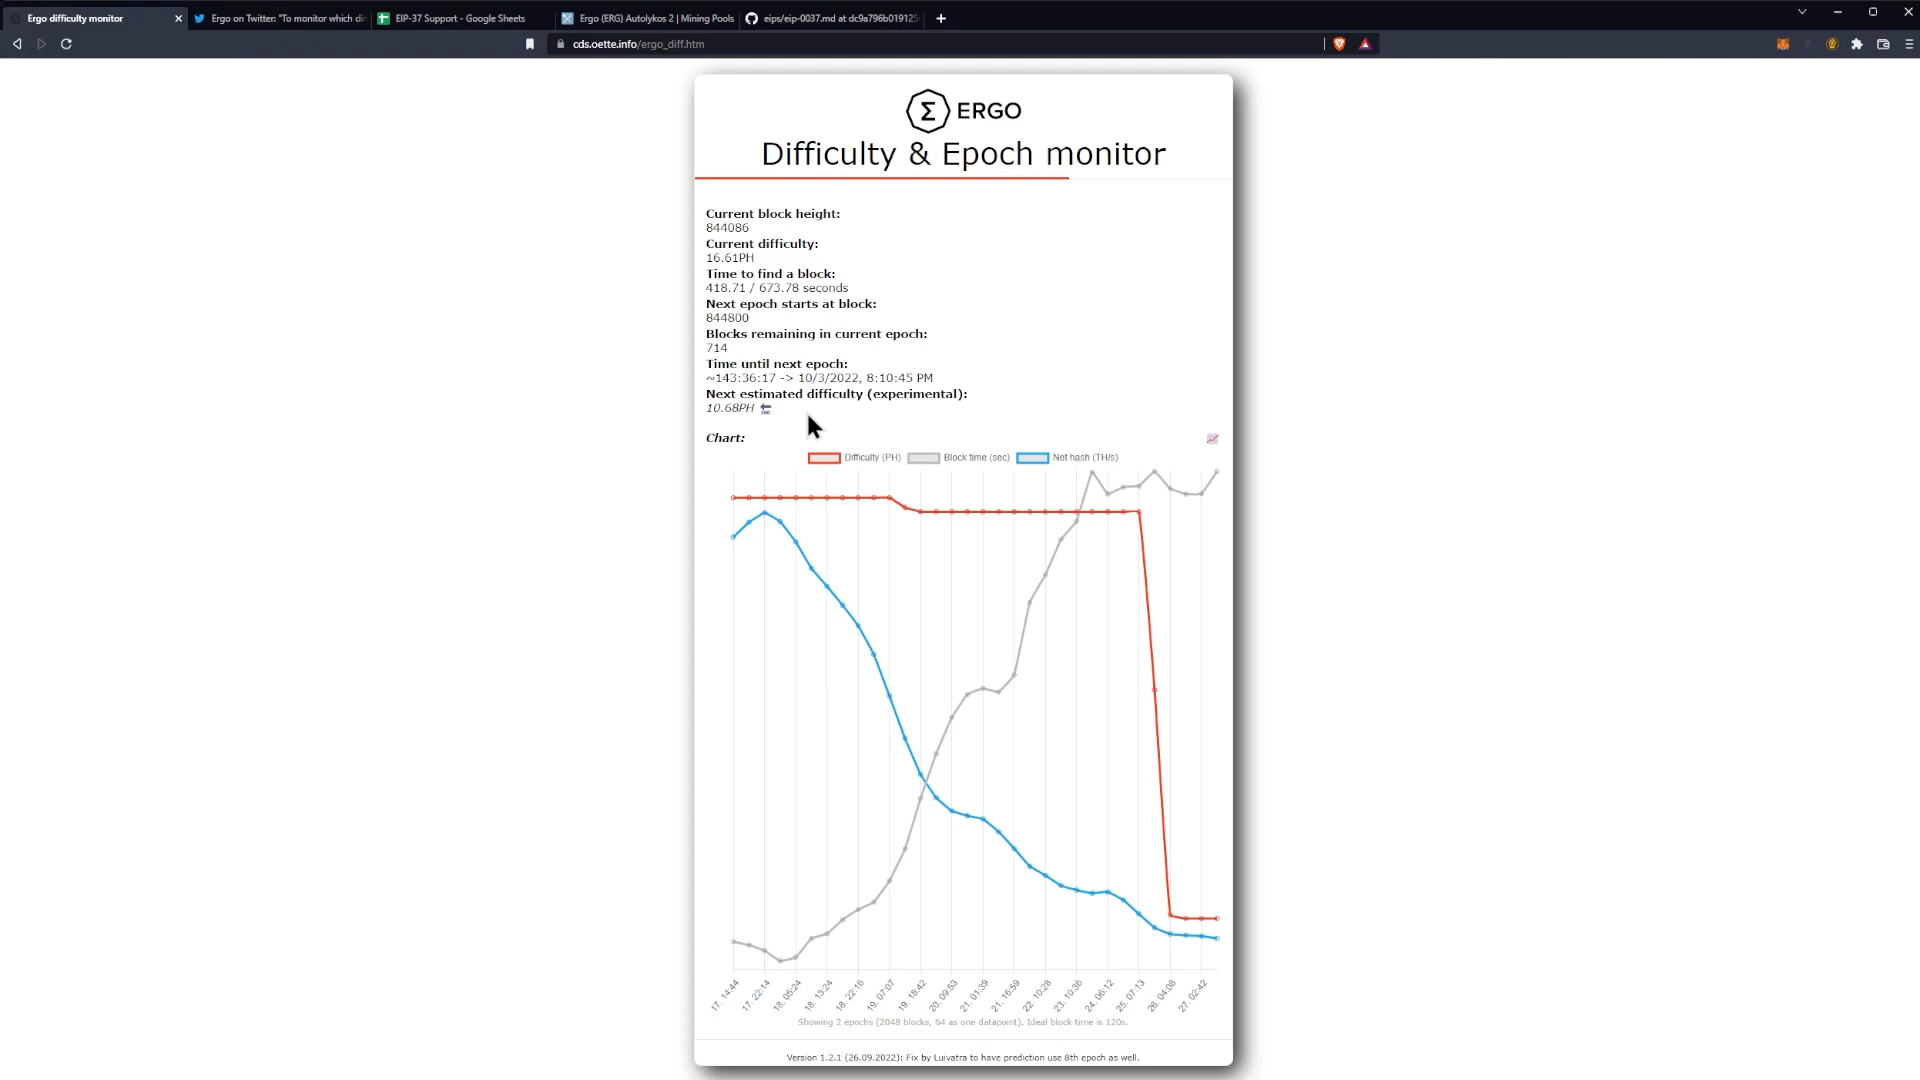 Ergo difficulty monitor
Ergo on Twitter: "To monitor which di
EIP-37 Support - Google Sheets
Ergo (ERG) Autolykos 2 | Mining Pools
eips/eip-0037.md at dc9a796b019125
cds.oette.info/ergo_diff.htm
Σ ERGO
Difficulty & Epoch monitor
Current block height:
844086
Current difficulty:
16.61PH
Time to find a block:
418.71 / 673.78 seconds
Next epoch starts at block:
844800
Blocks remaining in current epoch:
714
Time until next epoch:
~143:36:17 -> 10/3/2022, 8:10:45 PM
Next estimated difficulty (experimental):
10.68PH
Chart:
Difficulty (PH) Block time (sec) Net hash (TH/s)
17. 14:44 17. 22:14 18. 05:24 18. 13:24 18. 22:16 19. 07:07 19. 18:42 20. 09:53 21. 01:39 21. 16:59 22. 10:28 23. 10:36 24. 06:12 25. 07:13 26. 04:08 27. 02:42
Showing 2 epochs (2048 blocks, 64 as one datapoint). Ideal block time is 120s.
Version 1.2.1 (26.09.2022): Fix by Luivatra to have prediction use 8th epoch as well.